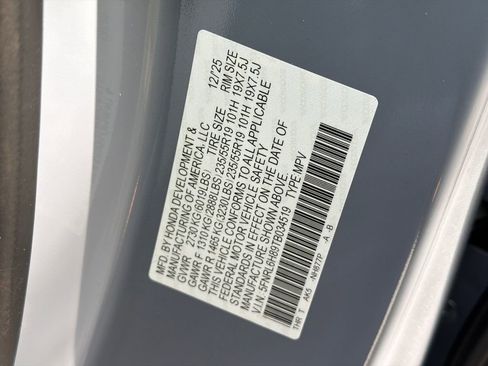 MFD.BY HONDA DEVELOPMENT & 12/'25
MANUFACTURING OF AMERICA, LLC
GVWR 2730 KG(6019LBS) TIRE SIZE RIM SIZE
GAWR F 1310 KG(2888LBS) 235/55R19 101H 19X7.5J
GAWR R 1465 KG(3230LBS) 235/55R19 101H 19X7.5J
THIS VEHICLE CONFORMS TO ALL APPLICABLE
FEDERAL MOTOR VEHICLE SAFETY
STANDARDS IN EFFECT ON THE DATE OF
MANUFACTURE SHOWN ABOVE.
V.I.N. TYPE: MPV
THR T AK5 -NH877P -A -B